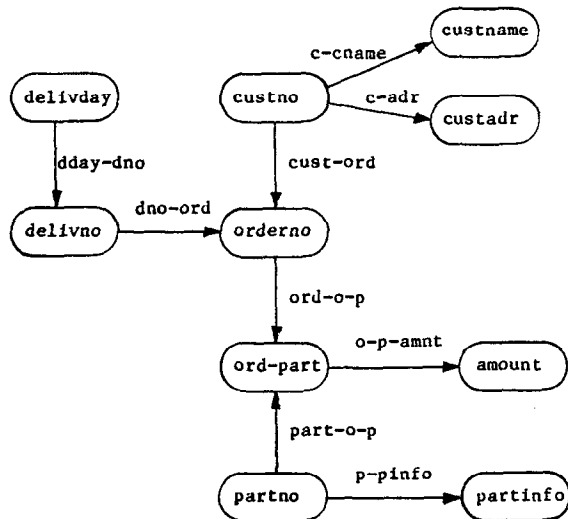 custname
c-cname
delivday
custno
c-adr
custadr
dday-dno
cust-ord
dno-ord
delivno
orderno
ord-o-p
o-p-amnt
ord-part
amount
part-o-p
p-pinfo
partno
partinfo